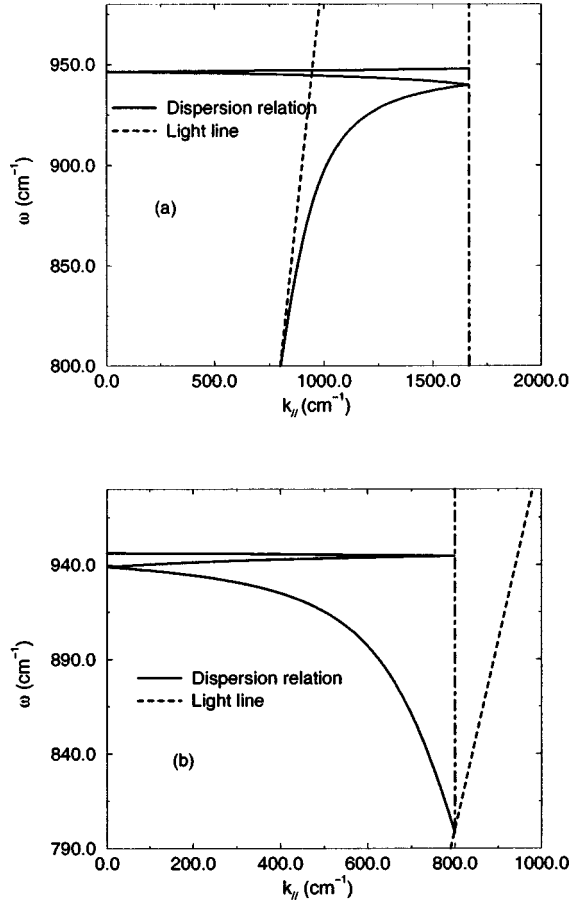 950.0
900.0
850.0
800.0
ω (cm⁻¹)
Dispersion relation
Light line
(a)
0.0 500.0 1000.0 1500.0 2000.0
k// (cm⁻¹)
940.0
890.0
840.0
790.0
ω (cm⁻¹)
Dispersion relation
Light line
(b)
0.0 200.0 400.0 600.0 800.0 1000.0
k// (cm⁻¹)